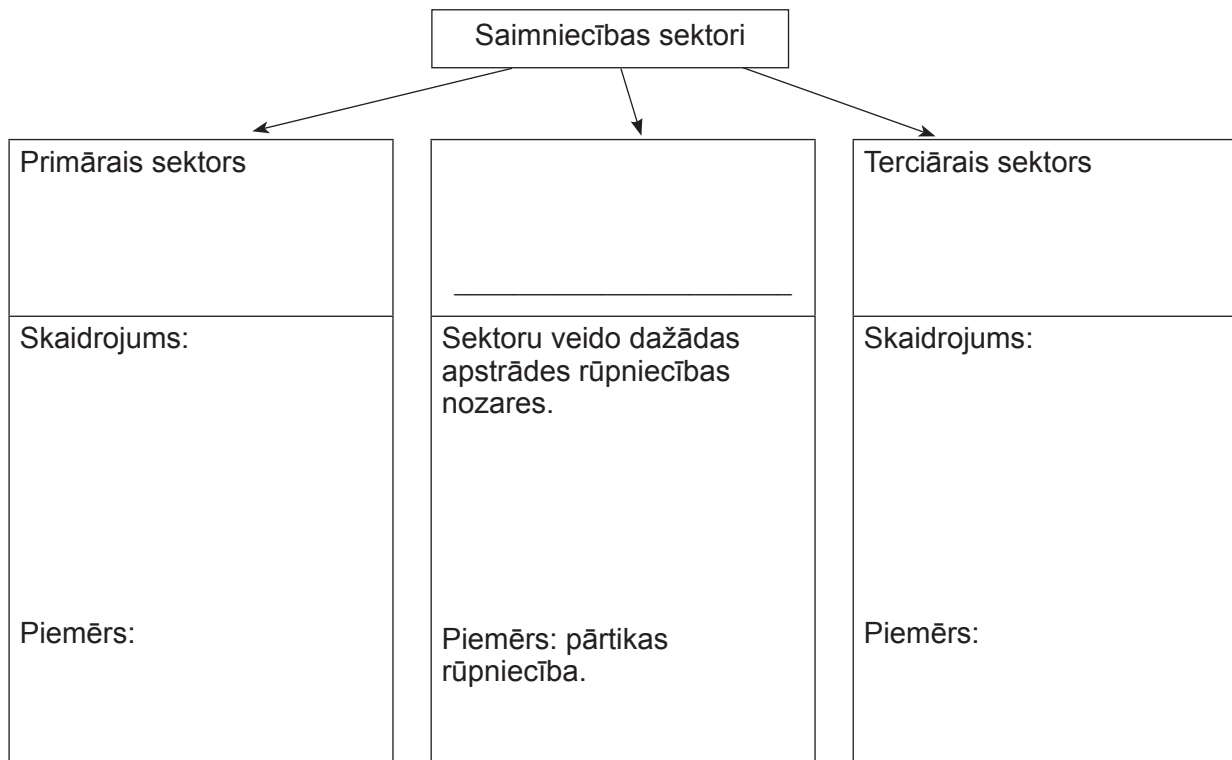 Saimniecības sektori
Primārais sektors
Skaidrojums:
Piemērs:
Sektoru veido dažādas
apstrādes rūpniecības
nozares.
Piemērs: pārtikas
rūpniecība.
Terciārais sektors
Skaidrojums:
Piemērs: